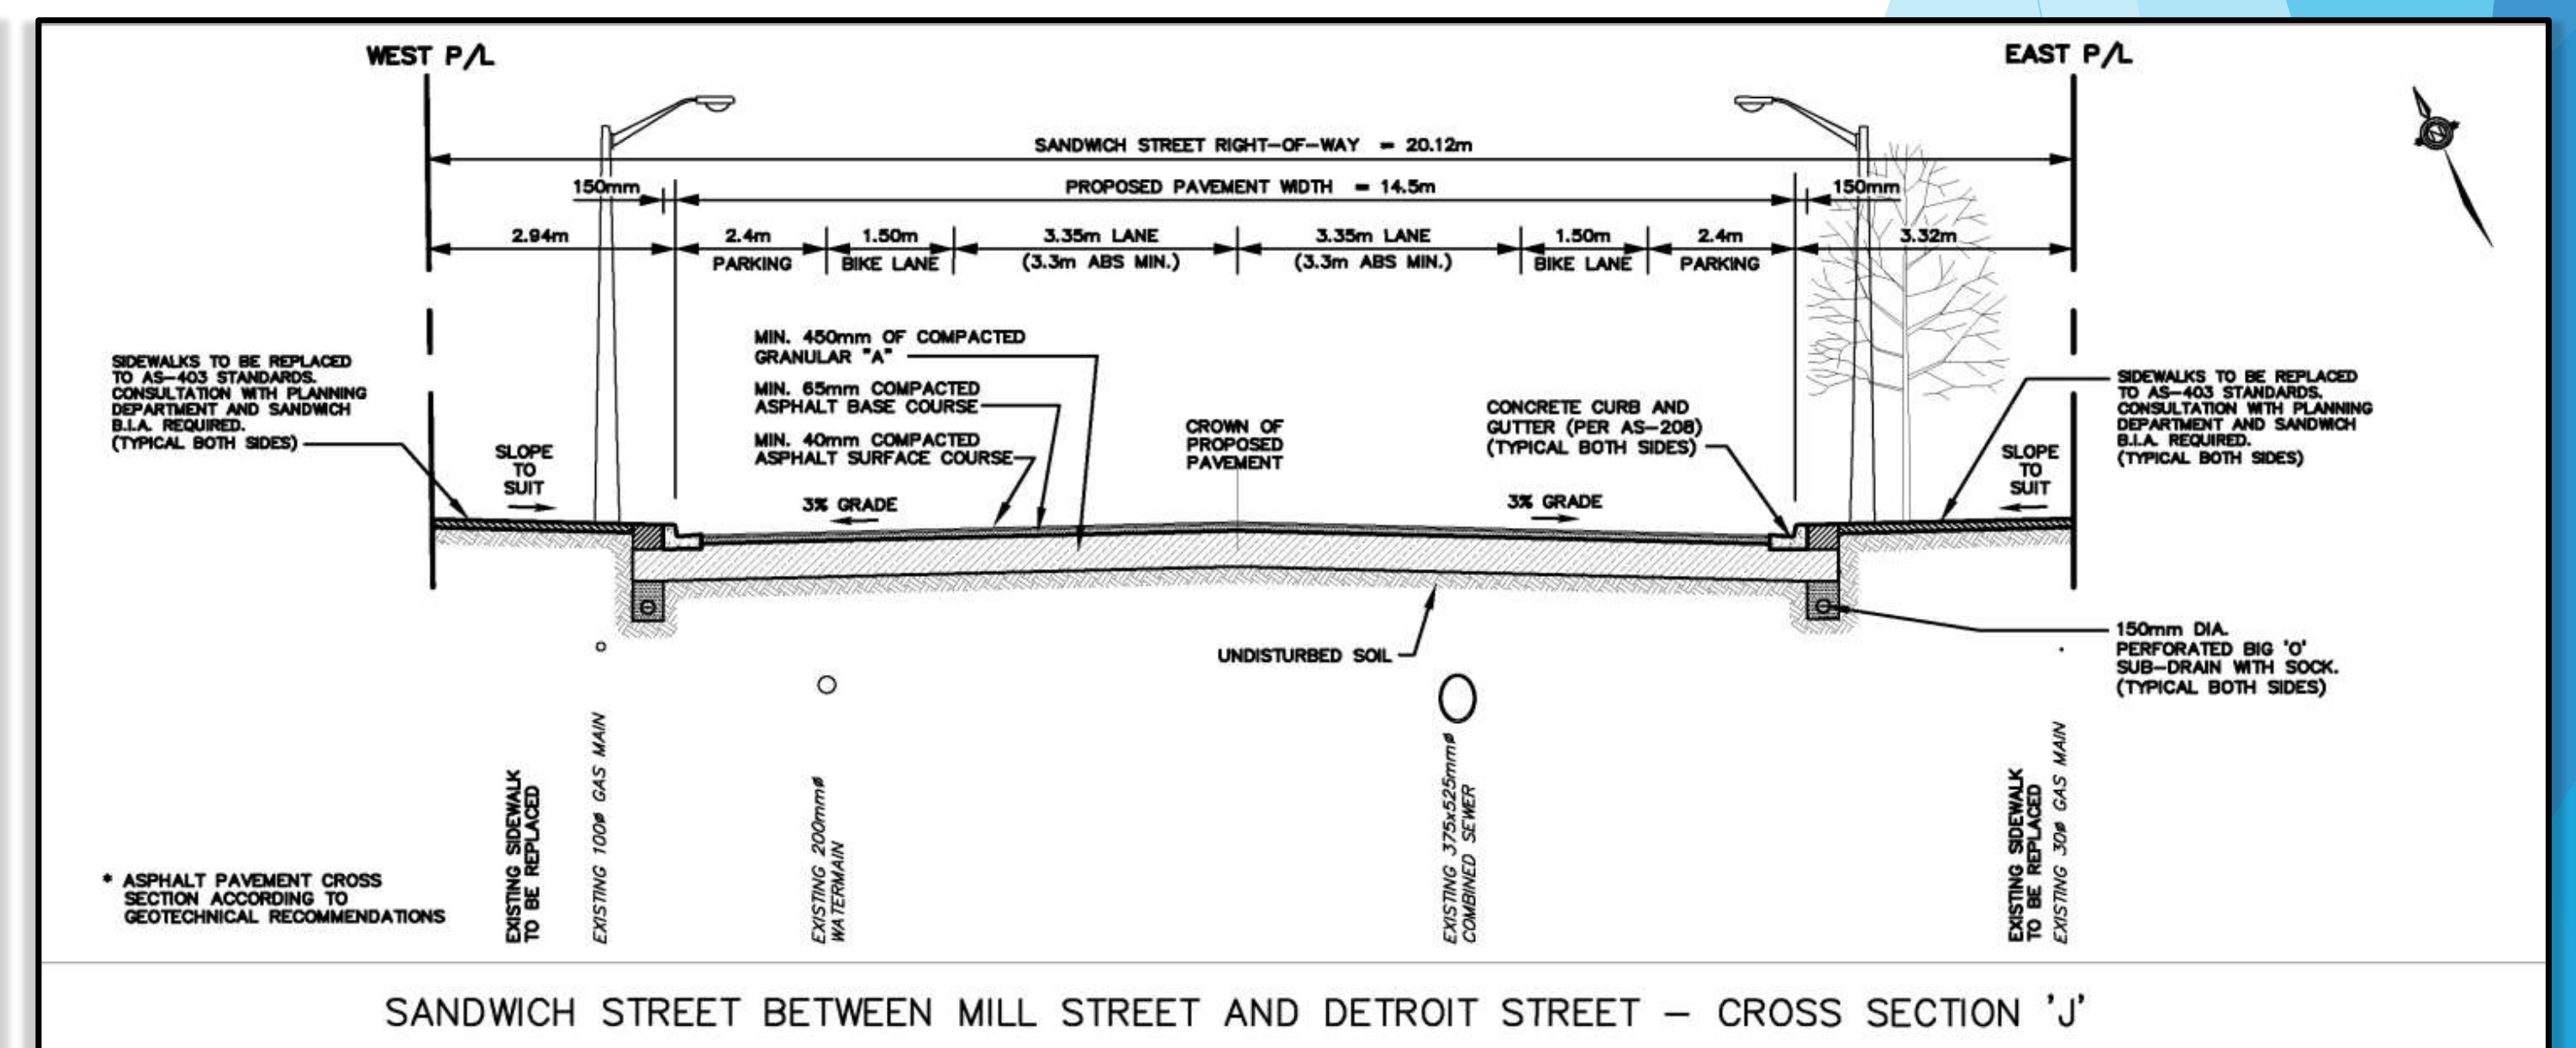 WEST P/L
EAST P/L
SANDWICH STREET RIGHT-OF-WAY = 20.12m
150mm
PROPOSED PAVEMENT WIDTH = 14.5m
150mm
2.94m
2.4m
PARKING
1.50m
BIKE LANE
3.35m LANE
(3.3m ABS MIN.)
3.35m LANE
(3.3m ABS MIN.)
1.50m
BIKE LANE
2.4m
PARKING
3.32m
SIDEWALKS TO BE REPLACED
TO AS-403 STANDARDS.
CONSULTATION WITH PLANNING
DEPARTMENT AND SANDWICH
B.I.A. REQUIRED.
(TYPICAL BOTH SIDES)
SLOPE
TO
SUIT
MIN. 450mm OF COMPACTED
GRANULAR "A"
MIN. 65mm COMPACTED
ASPHALT BASE COURSE
MIN. 40mm COMPACTED
ASPHALT SURFACE COURSE
3% GRADE
CROWN OF
PROPOSED
PAVEMENT
CONCRETE CURB AND
GUTTER (PER AS-208)
(TYPICAL BOTH SIDES)
3% GRADE
SLOPE
TO
SUIT
SIDEWALKS TO BE REPLACED
TO AS-403 STANDARDS.
CONSULTATION WITH PLANNING
DEPARTMENT AND SANDWICH
B.I.A. REQUIRED.
(TYPICAL BOTH SIDES)
UNDISTURBED SOIL
150mm DIA.
PERFORATED BIG 'O'
SUB-DRAIN WITH SOCK.
(TYPICAL BOTH SIDES)
EXISTING SIDEWALK
TO BE REPLACED
EXISTING 100ø GAS MAIN
EXISTING 200mmø
WATERMAIN
EXISTING 375x525mmø
COMBINED SEWER
EXISTING SIDEWALK
TO BE REPLACED
EXISTING 30ø GAS MAIN
* ASPHALT PAVEMENT CROSS
SECTION ACCORDING TO
GEOTECHNICAL RECOMMENDATIONS
SANDWICH STREET BETWEEN MILL STREET AND DETROIT STREET – CROSS SECTION 'J'